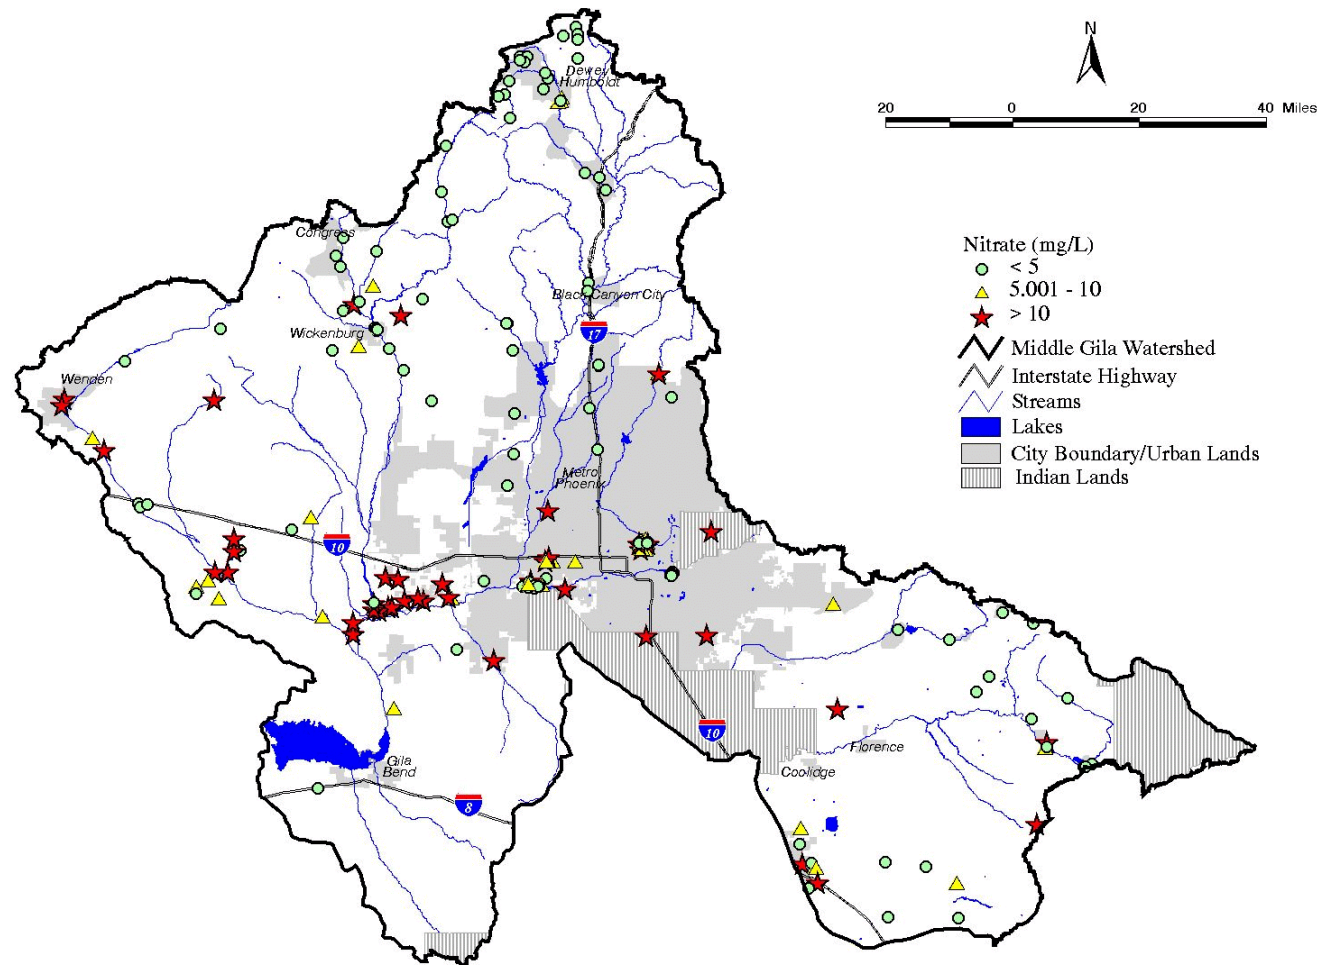 N
20 0 20 40 Miles
Dewey
Humboldt
Congress
Black Canyon City
Wickenburg
17
Wenden
Metro
Phoenix
10
10
Florence
Coolidge
Gila
Bend
8
Nitrate (mg/L)
< 5
5.001 - 10
> 10
Middle Gila Watershed
Interstate Highway
Streams
Lakes
City Boundary/Urban Lands
Indian Lands